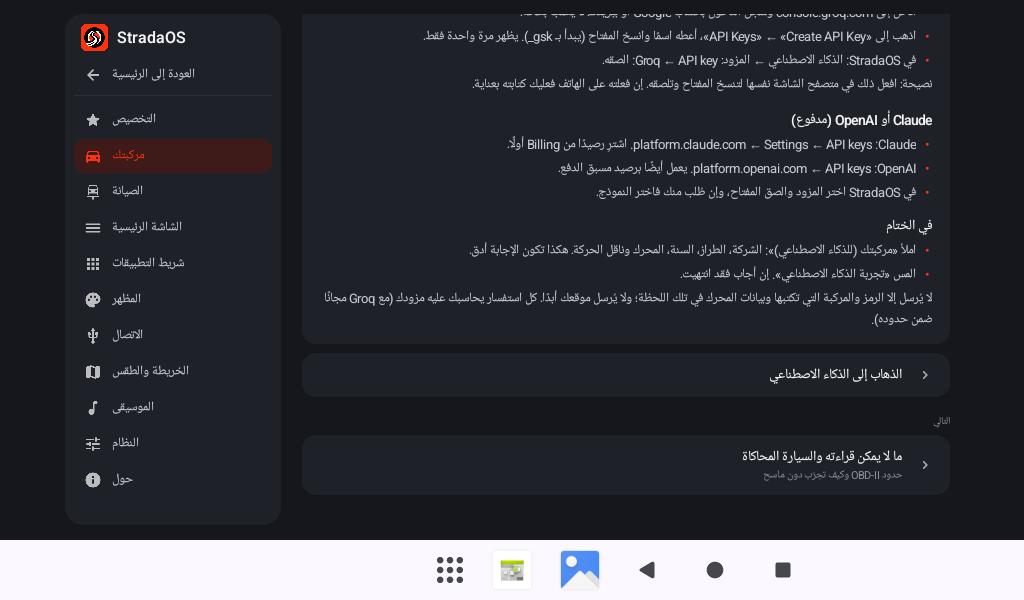 StradaOS
العودة إلى الرئيسية
التخصيص
مركبتك
الصيانة
الشاشة الرئيسية
شريط التطبيقات
المظهر
الاتصال
الخريطة والطقس
الموسيقى
النظام
حول
اذهب إلى «API Keys» ← «Create API Key»، أعطه اسمًا وانسخ المفتاح (يبدأ بـ gsk_). يظهر مرة واحدة فقط.
في StradaOS: الذكاء الاصطناعي ← المزود: Groq ← API key: الصقه.
نصيحة: افعل ذلك في متصفح الشاشة نفسها لتنسخ المفتاح وتلصقه. إن فعلته على الهاتف فعليك كتابته بعناية.
Claude أو OpenAI (مدفوع)
Claude: platform.claude.com ← Settings ← API keys. اشترِ رصيدًا من Billing أولًا.
OpenAI: platform.openai.com ← API keys. يعمل أيضًا برصيد مسبق الدفع.
في StradaOS اختر المزود والصق المفتاح، وإن طُلب منك فاختر النموذج.
في الختام
املأ «مركبتك (للذكاء الاصطناعي)»: الشركة، الطراز، السنة، المحرك وناقل الحركة. هكذا تكون الإجابة أدق.
المس «تجربة الذكاء الاصطناعي». إن أجاب فقد انتهيت.
لا يُرسل إلا الرمز والمركبة التي تكتبها وبيانات المحرك في تلك اللحظة؛ ولا يُرسل موقعك أبدًا. كل استفسار يحاسبك عليه مزودك (مع Groq مجانًا
ضمن حدوده).
الذهاب إلى الذكاء الاصطناعي
التالي
ما لا يمكن قراءته والسيارة المحاكاة
حدود OBD-II وكيف تجرّب دون ماسح